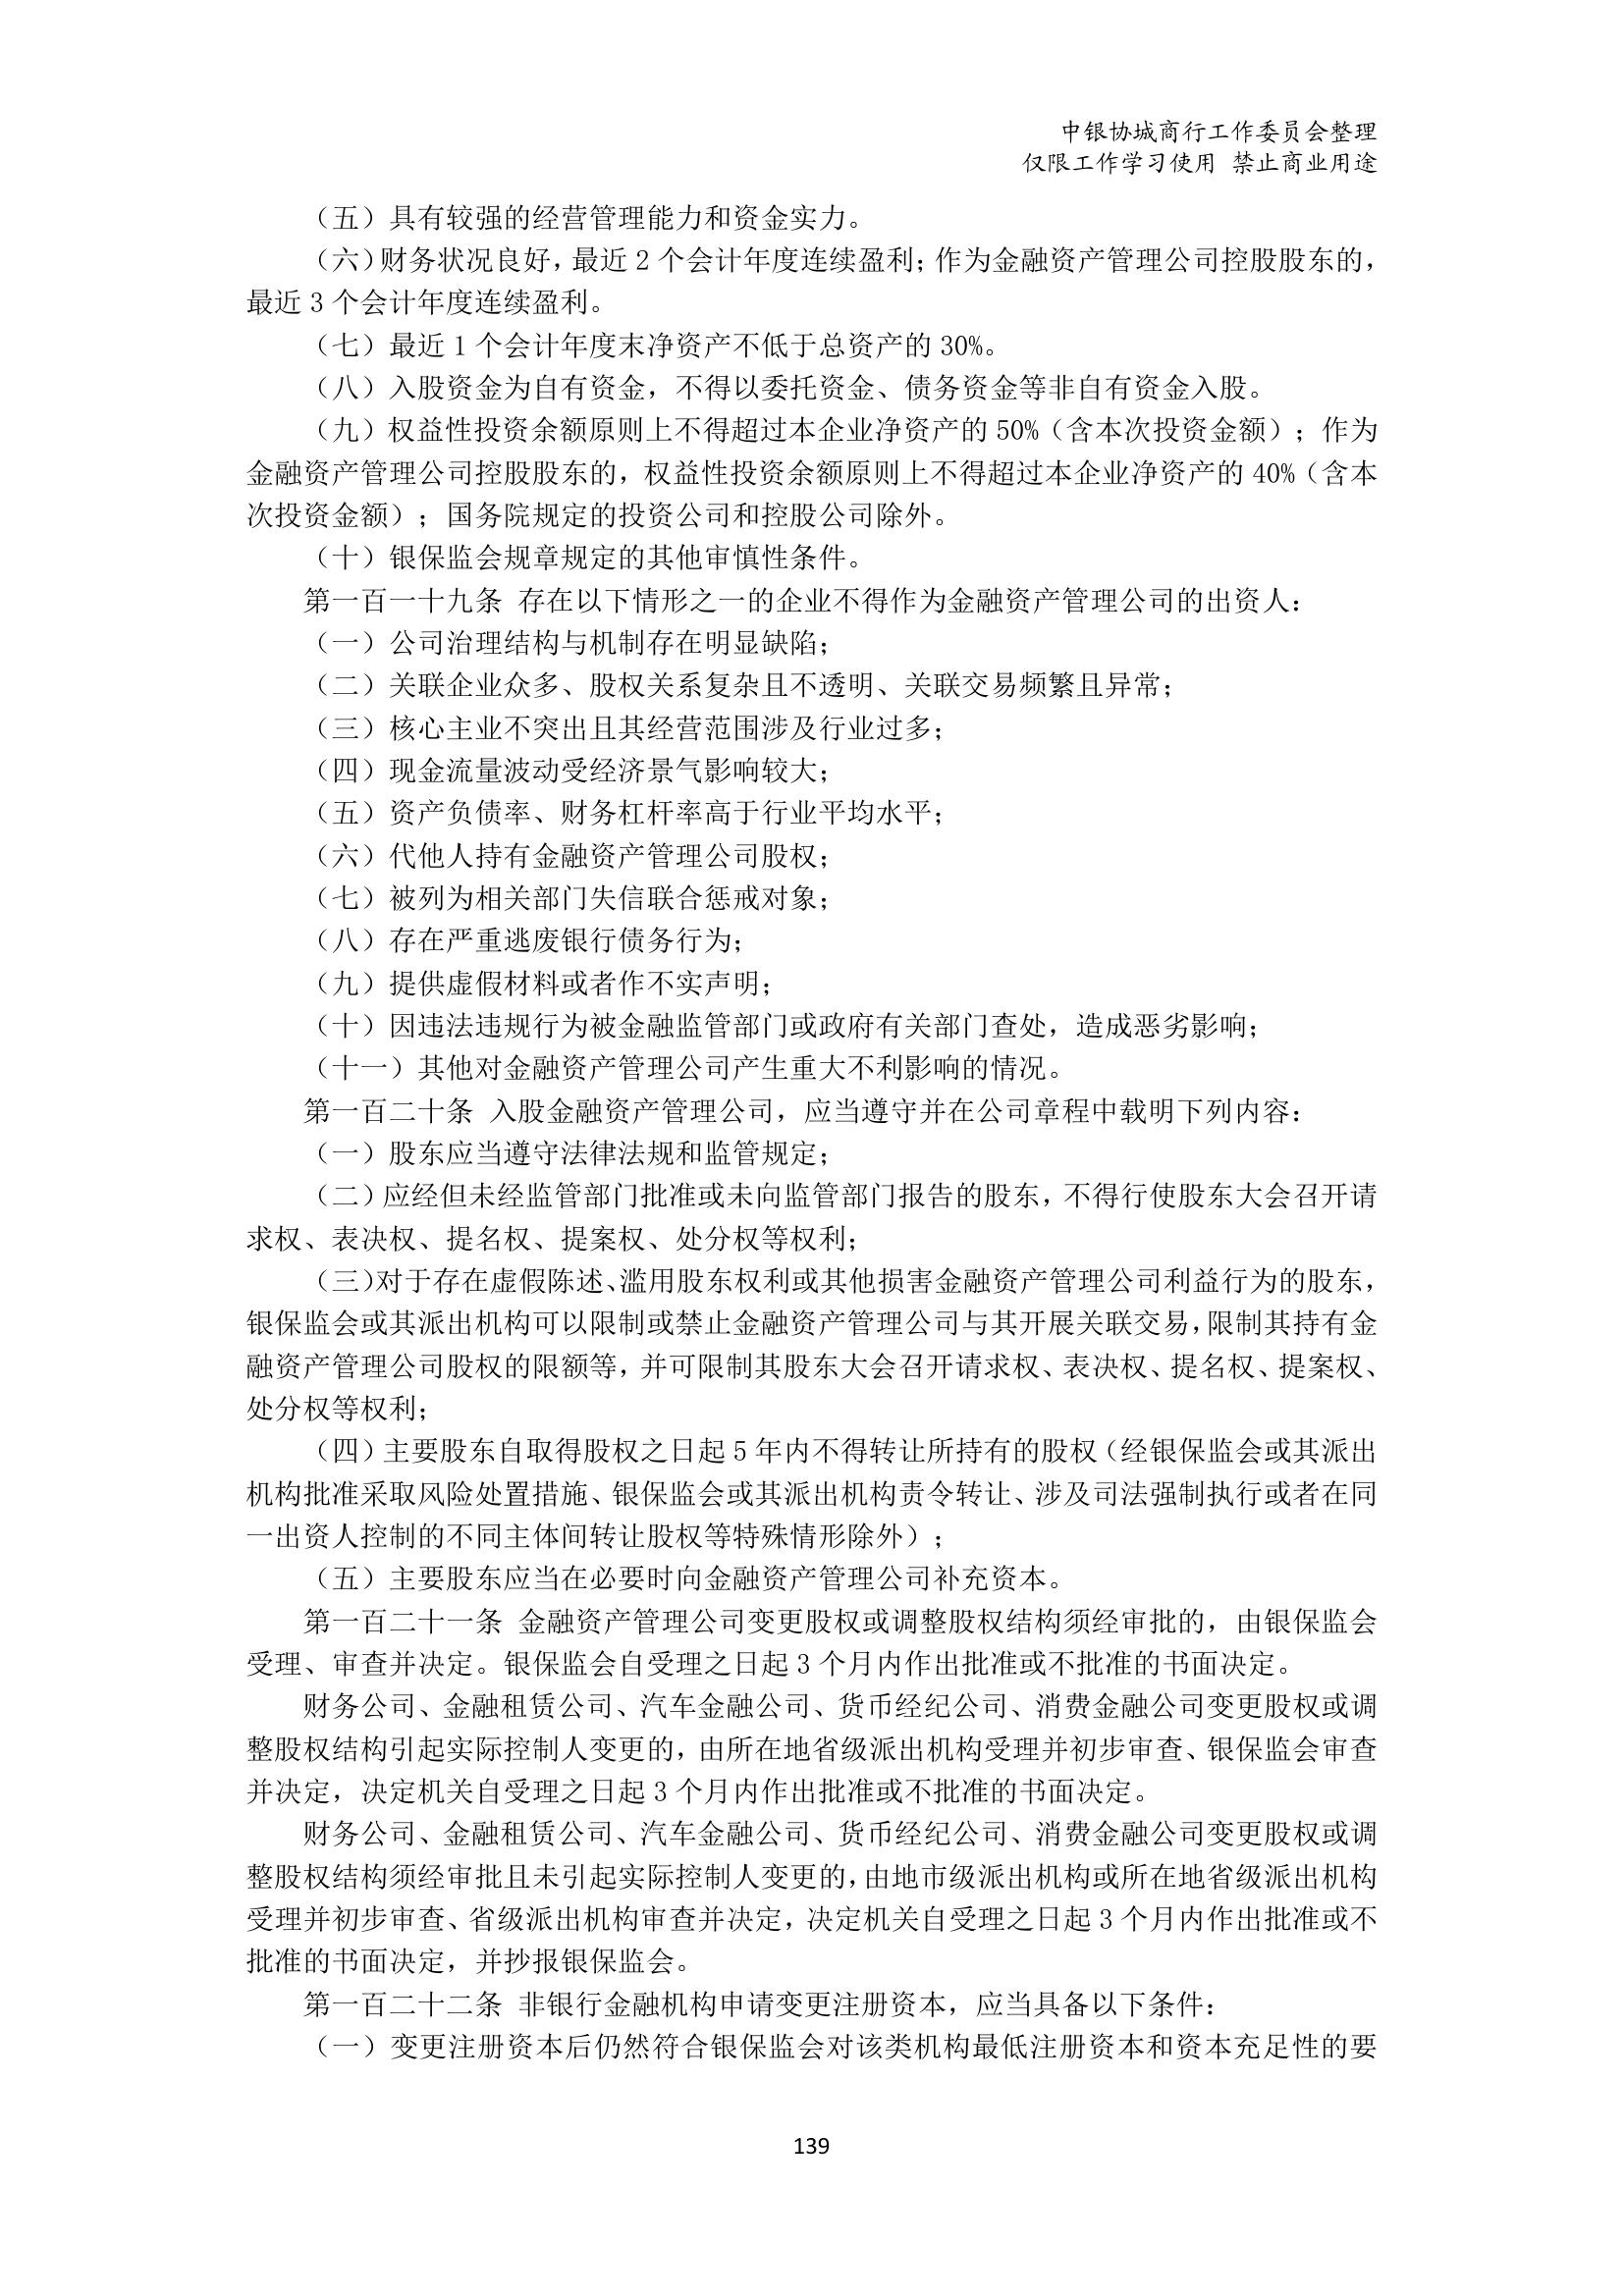 中银协城商行工作委员会整理
仅限工作学习使用 禁止商业用途
（五）具有较强的经营管理能力和资金实力。
（六）财务状况良好，最近 2 个会计年度连续盈利；作为金融资产管理公司控股股东的，
最近 3 个会计年度连续盈利。
（七）最近 1 个会计年度末净资产不低于总资产的 30%。
（八）入股资金为自有资金，不得以委托资金、债务资金等非自有资金入股。
（九）权益性投资余额原则上不得超过本企业净资产的 50%（含本次投资金额）；作为
金融资产管理公司控股股东的，权益性投资余额原则上不得超过本企业净资产的 40%（含本
次投资金额）；国务院规定的投资公司和控股公司除外。
（十）银保监会规章规定的其他审慎性条件。
第一百一十九条 存在以下情形之一的企业不得作为金融资产管理公司的出资人：
（一）公司治理结构与机制存在明显缺陷；
（二）关联企业众多、股权关系复杂且不透明、关联交易频繁且异常；
（三）核心主业不突出且其经营范围涉及行业过多；
（四）现金流量波动受经济景气影响较大；
（五）资产负债率、财务杠杆率高于行业平均水平；
（六）代他人持有金融资产管理公司股权；
（七）被列为相关部门失信联合惩戒对象；
（八）存在严重逃废银行债务行为；
（九）提供虚假材料或者作不实声明；
（十）因违法违规行为被金融监管部门或政府有关部门查处，造成恶劣影响；
（十一）其他对金融资产管理公司产生重大不利影响的情况。
第一百二十条 入股金融资产管理公司，应当遵守并在公司章程中载明下列内容：
（一）股东应当遵守法律法规和监管规定；
（二）应经但未经监管部门批准或未向监管部门报告的股东，不得行使股东大会召开请
求权、表决权、提名权、提案权、处分权等权利；
（三）对于存在虚假陈述、滥用股东权利或其他损害金融资产管理公司利益行为的股东，
银保监会或其派出机构可以限制或禁止金融资产管理公司与其开展关联交易，限制其持有金
融资产管理公司股权的限额等，并可限制其股东大会召开请求权、表决权、提名权、提案权、
处分权等权利；
（四）主要股东自取得股权之日起 5 年内不得转让所持有的股权（经银保监会或其派出
机构批准采取风险处置措施、银保监会或其派出机构责令转让、涉及司法强制执行或者在同
一出资人控制的不同主体间转让股权等特殊情形除外）；
（五）主要股东应当在必要时向金融资产管理公司补充资本。
第一百二十一条 金融资产管理公司变更股权或调整股权结构须经审批的，由银保监会
受理、审查并决定。银保监会自受理之日起 3 个月内作出批准或不批准的书面决定。
财务公司、金融租赁公司、汽车金融公司、货币经纪公司、消费金融公司变更股权或调
整股权结构引起实际控制人变更的，由所在地省级派出机构受理并初步审查、银保监会审查
并决定，决定机关自受理之日起 3 个月内作出批准或不批准的书面决定。
财务公司、金融租赁公司、汽车金融公司、货币经纪公司、消费金融公司变更股权或调
整股权结构须经审批且未引起实际控制人变更的，由地市级派出机构或所在地省级派出机构
受理并初步审查、省级派出机构审查并决定，决定机关自受理之日起 3 个月内作出批准或不
批准的书面决定，并抄报银保监会。
第一百二十二条 非银行金融机构申请变更注册资本，应当具备以下条件：
（一）变更注册资本后仍然符合银保监会对该类机构最低注册资本和资本充足性的要
139